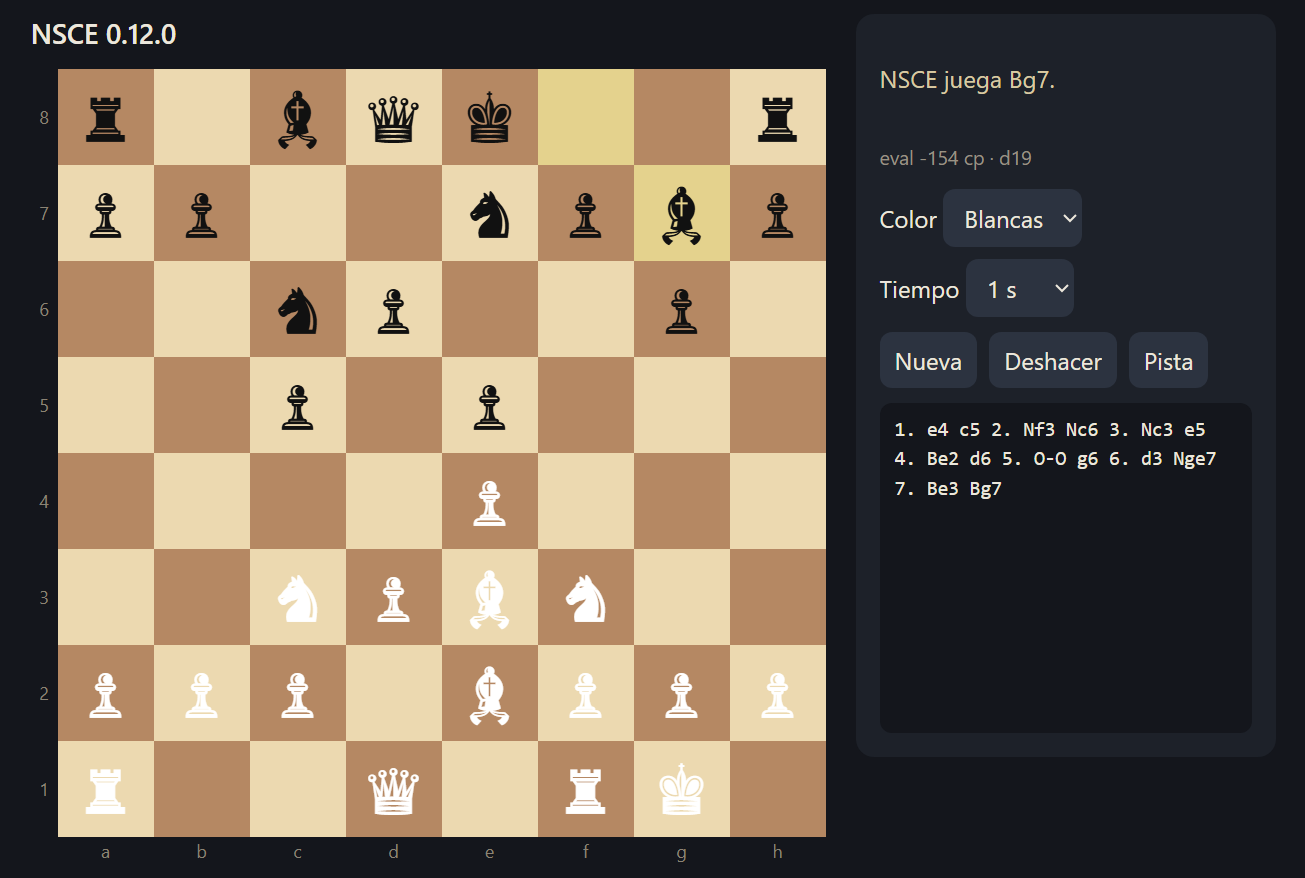 NSCE 0.12.0
NSCE juega Bg7.
eval -154 cp · d19
Color Blancas
Tiempo 1 s
Nueva Deshacer Pista
1. e4 c5 2. Nf3 Nc6 3. Nc3 e5
4. Be2 d6 5. O-O g6 6. d3 Nge7
7. Be3 Bg7
8
7
6
5
4
3
2
1
a b c d e f g h